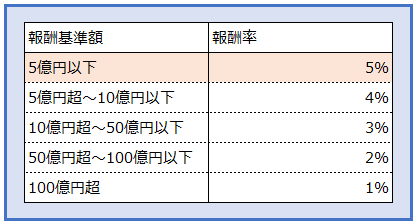 報酬基準額 報酬率
5億円以下 5%
5億円超～10億円以下 4%
10億円超～50億円以下 3%
50億円超～100億円以下 2%
100億円超 1%